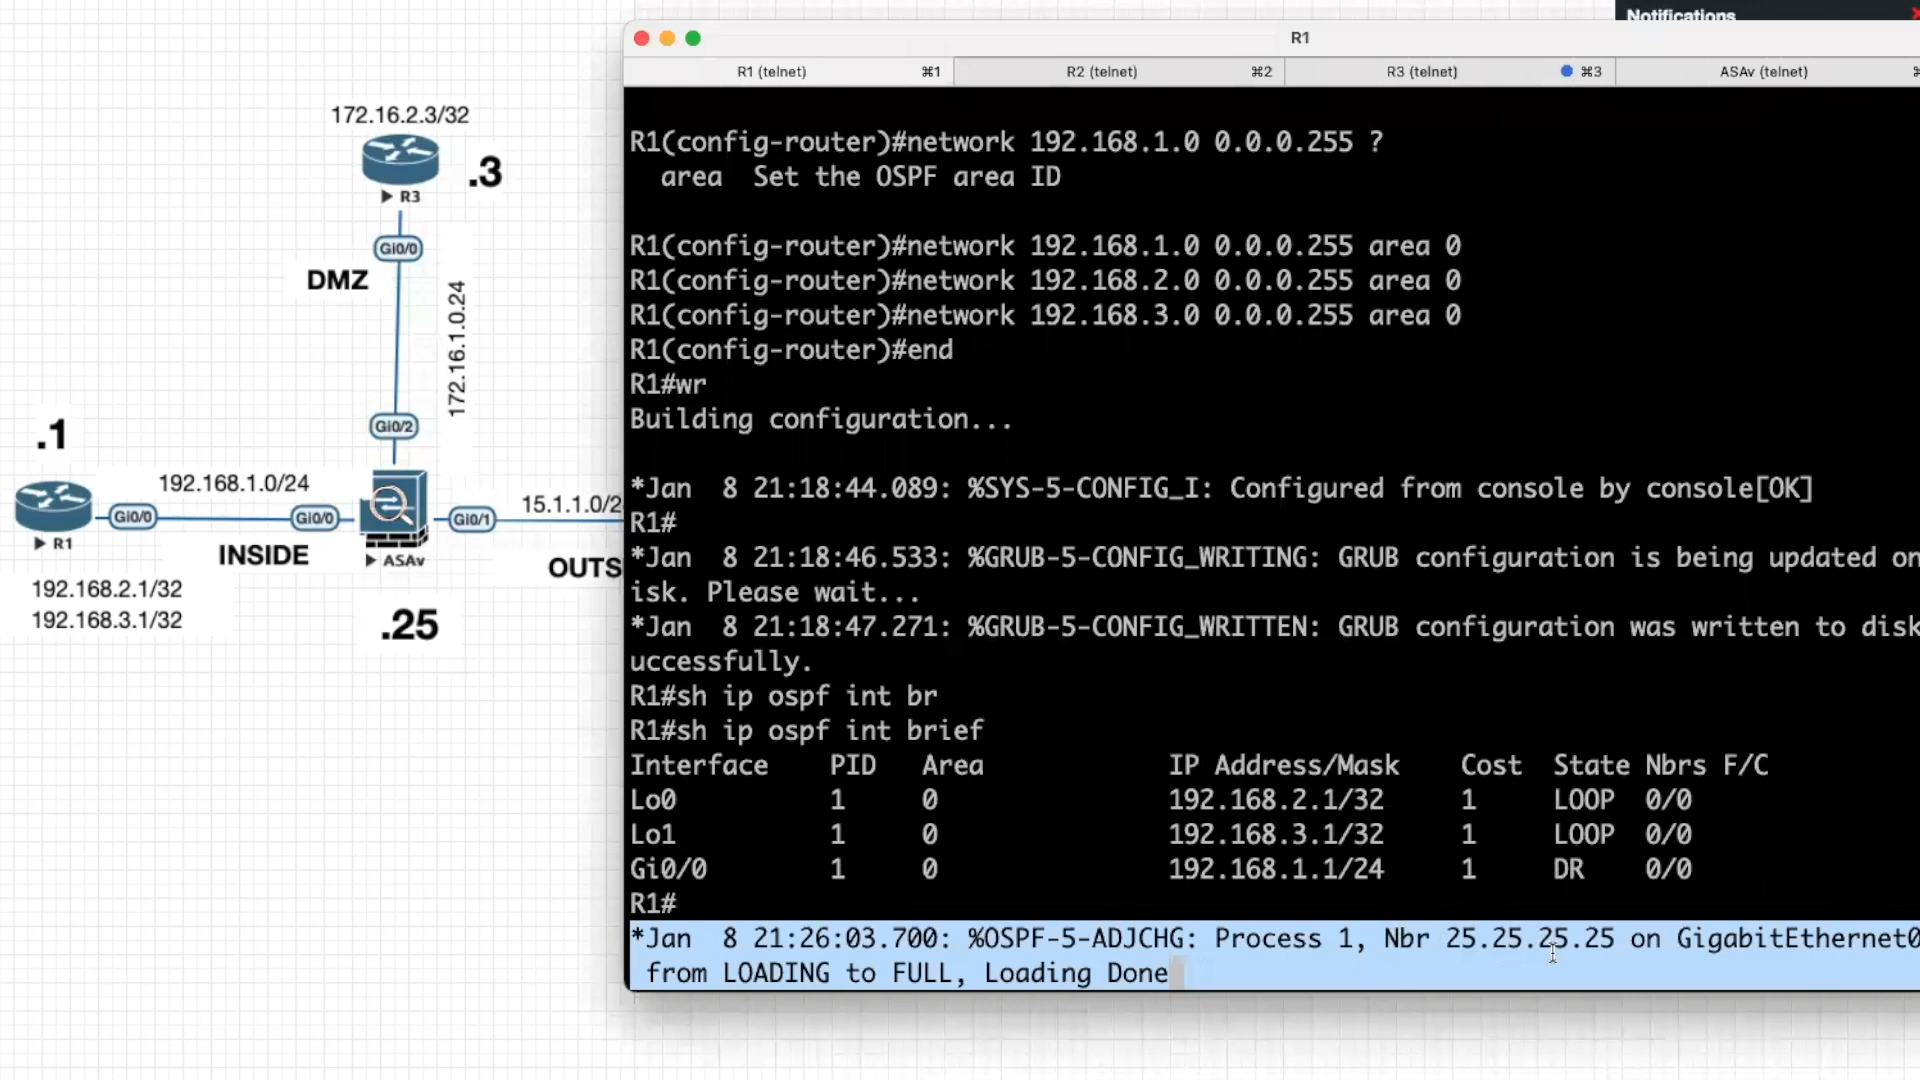 Notifications
R1
R1 (telnet) ⌘1
R2 (telnet) ⌘2
R3 (telnet) ⌘3
ASAv (telnet)
172.16.2.3/32
.3
R3
Gi0/0
DMZ
172.16.1.0.24
Gi0/2
.1
192.168.1.0/24
15.1.1.0/2
Gi0/0
Gi0/0
Gi0/1
R1
INSIDE
ASAv
OUTS
192.168.2.1/32
192.168.3.1/32
.25
R1(config-router)#network 192.168.1.0 0.0.0.255 ?
area Set the OSPF area ID
R1(config-router)#network 192.168.1.0 0.0.0.255 area 0
R1(config-router)#network 192.168.2.0 0.0.0.255 area 0
R1(config-router)#network 192.168.3.0 0.0.0.255 area 0
R1(config-router)#end
R1#wr
Building configuration...
*Jan 8 21:18:44.089: %SYS-5-CONFIG_I: Configured from console by console[OK]
R1#
*Jan 8 21:18:46.533: %GRUB-5-CONFIG_WRITING: GRUB configuration is being updated on
isk. Please wait...
*Jan 8 21:18:47.271: %GRUB-5-CONFIG_WRITTEN: GRUB configuration was written to disk
uccessfully.
R1#sh ip ospf int br
R1#sh ip ospf int brief
Interface PID Area IP Address/Mask Cost State Nbrs F/C
Lo0 1 0 192.168.2.1/32 1 LOOP 0/0
Lo1 1 0 192.168.3.1/32 1 LOOP 0/0
Gi0/0 1 0 192.168.1.1/24 1 DR 0/0
R1#
*Jan 8 21:26:03.700: %OSPF-5-ADJCHG: Process 1, Nbr 25.25.25.25 on GigabitEthernet0
from LOADING to FULL, Loading Done